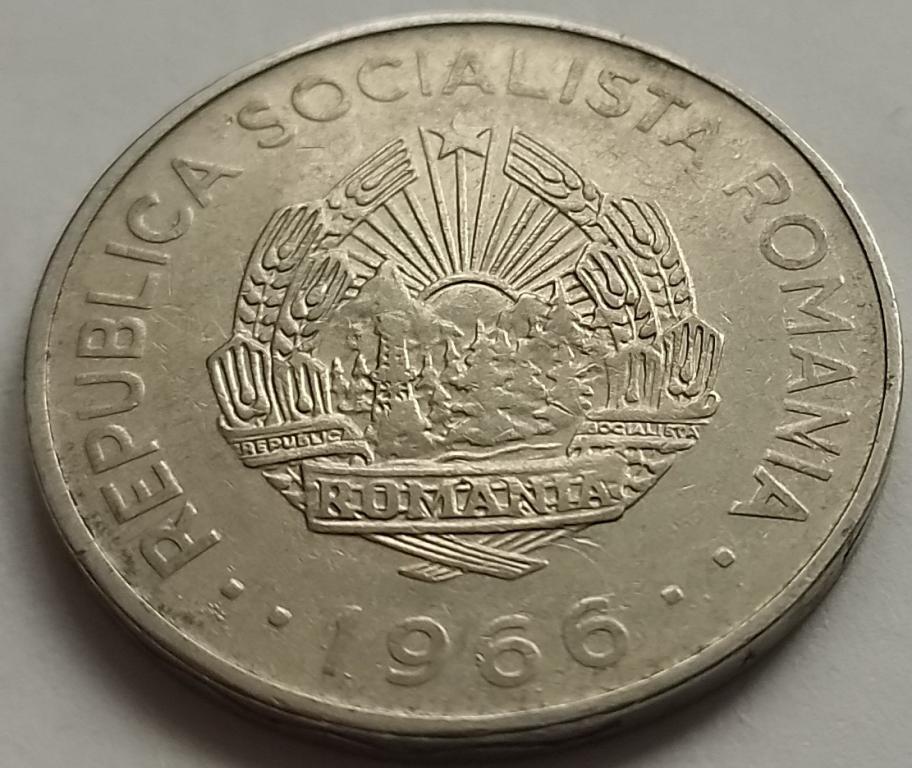 REPUBLICA SOCIALISTA ROMANIA
REPUBLICA
SOCIALISTA
ROMANIA
1966